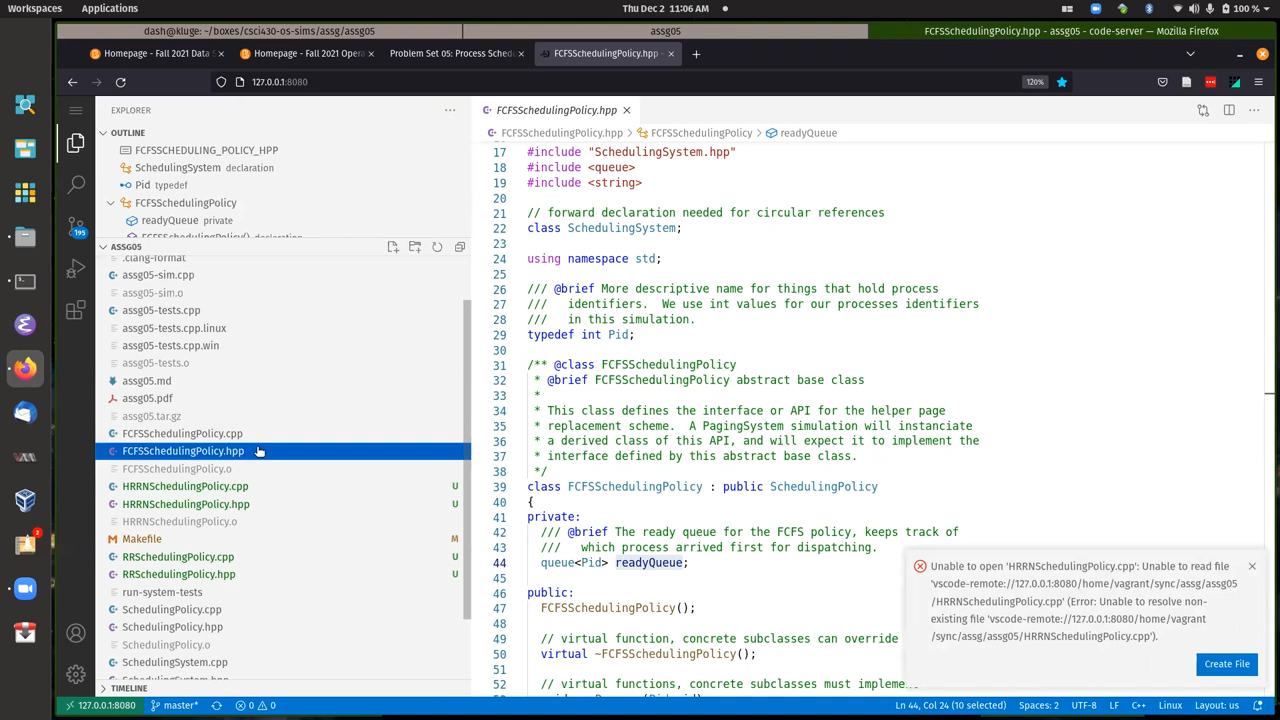 Workspaces
Applications
Thu Dec 2 11:06 AM
100 %
dash@kluge: ~/boxes/csci430-os-sims/assg/assg05
assg05
FCFSSchedulingPolicy.hpp - assg05 - code-server — Mozilla Firefox
Homepage - Fall 2021 Data S
Homepage - Fall 2021 Opera
Problem Set 05: Process Schedu
FCFSSchedulingPolicy.hpp -
127.0.0.1:8080
120%
EXPLORER
OUTLINE
FCFSSCHEDULING_POLICY_HPP
SchedulingSystem declaration
Pid typedef
FCFSSchedulingPolicy
readyQueue private
FCFSSchedulingPolicy() declaration
195
ASSG05
.clang-format
assg05-sim.cpp
assg05-sim.o
assg05-tests.cpp
assg05-tests.cpp.linux
assg05-tests.cpp.win
assg05-tests.o
assg05.md
assg05.pdf
assg05.tar.gz
FCFSSchedulingPolicy.cpp
FCFSSchedulingPolicy.hpp
FCFSSchedulingPolicy.o
HRRNSchedulingPolicy.cpp U
HRRNSchedulingPolicy.hpp U
HRRNSchedulingPolicy.o
Makefile M
RRSchedulingPolicy.cpp U
RRSchedulingPolicy.hpp U
run-system-tests
SchedulingPolicy.cpp
SchedulingPolicy.hpp
SchedulingPolicy.o
SchedulingSystem.cpp
SchedulingSystem.hpp
TIMELINE
2
FCFSSchedulingPolicy.hpp
FCFSSchedulingPolicy.hpp > FCFSSchedulingPolicy > readyQueue
17 #include "SchedulingSystem.hpp"
18 #include <queue>
19 #include <string>
20
21 // forward declaration needed for circular references
22 class SchedulingSystem;
23
24 using namespace std;
25
26 /// @brief More descriptive name for things that hold process
27 /// identifiers. We use int values for our processes identifiers
28 /// in this simulation.
29 typedef int Pid;
30
31 /** @class FCFSSchedulingPolicy
32 * @brief FCFSSchedulingPolicy abstract base class
33 *
34 * This class defines the interface or API for the helper page
35 * replacement scheme. A PagingSystem simulation will instanciate
36 * a derived class of this API, and will expect it to implement the
37 * interface defined by this abstract base class.
38 */
39 class FCFSSchedulingPolicy : public SchedulingPolicy
40 {
41 private:
42 /// @brief The ready queue for the FCFS policy, keeps track of
43 /// which process arrived first for dispatching.
44 queue<Pid> readyQueue;
45
46 public:
47 FCFSSchedulingPolicy();
48
49 // virtual function, concrete subclasses can override
50 virtual ~FCFSSchedulingPolicy();
51
52 // virtual functions, concrete subclasses must implement
Unable to open 'HRRNSchedulingPolicy.cpp': Unable to read file
'vscode-remote://127.0.0.1:8080/home/vagrant/sync/assg/assg05
/HRRNSchedulingPolicy.cpp' (Error: Unable to resolve non-
existing file 'vscode-remote://127.0.0.1:8080/home/vagrant
/sync/assg/assg05/HRRNSchedulingPolicy.cpp').
Create File
127.0.0.1:8080
master*
0
0
Ln 44, Col 24 (10 selected)
Spaces: 2
UTF-8
LF
C++
Linux
Layout: us